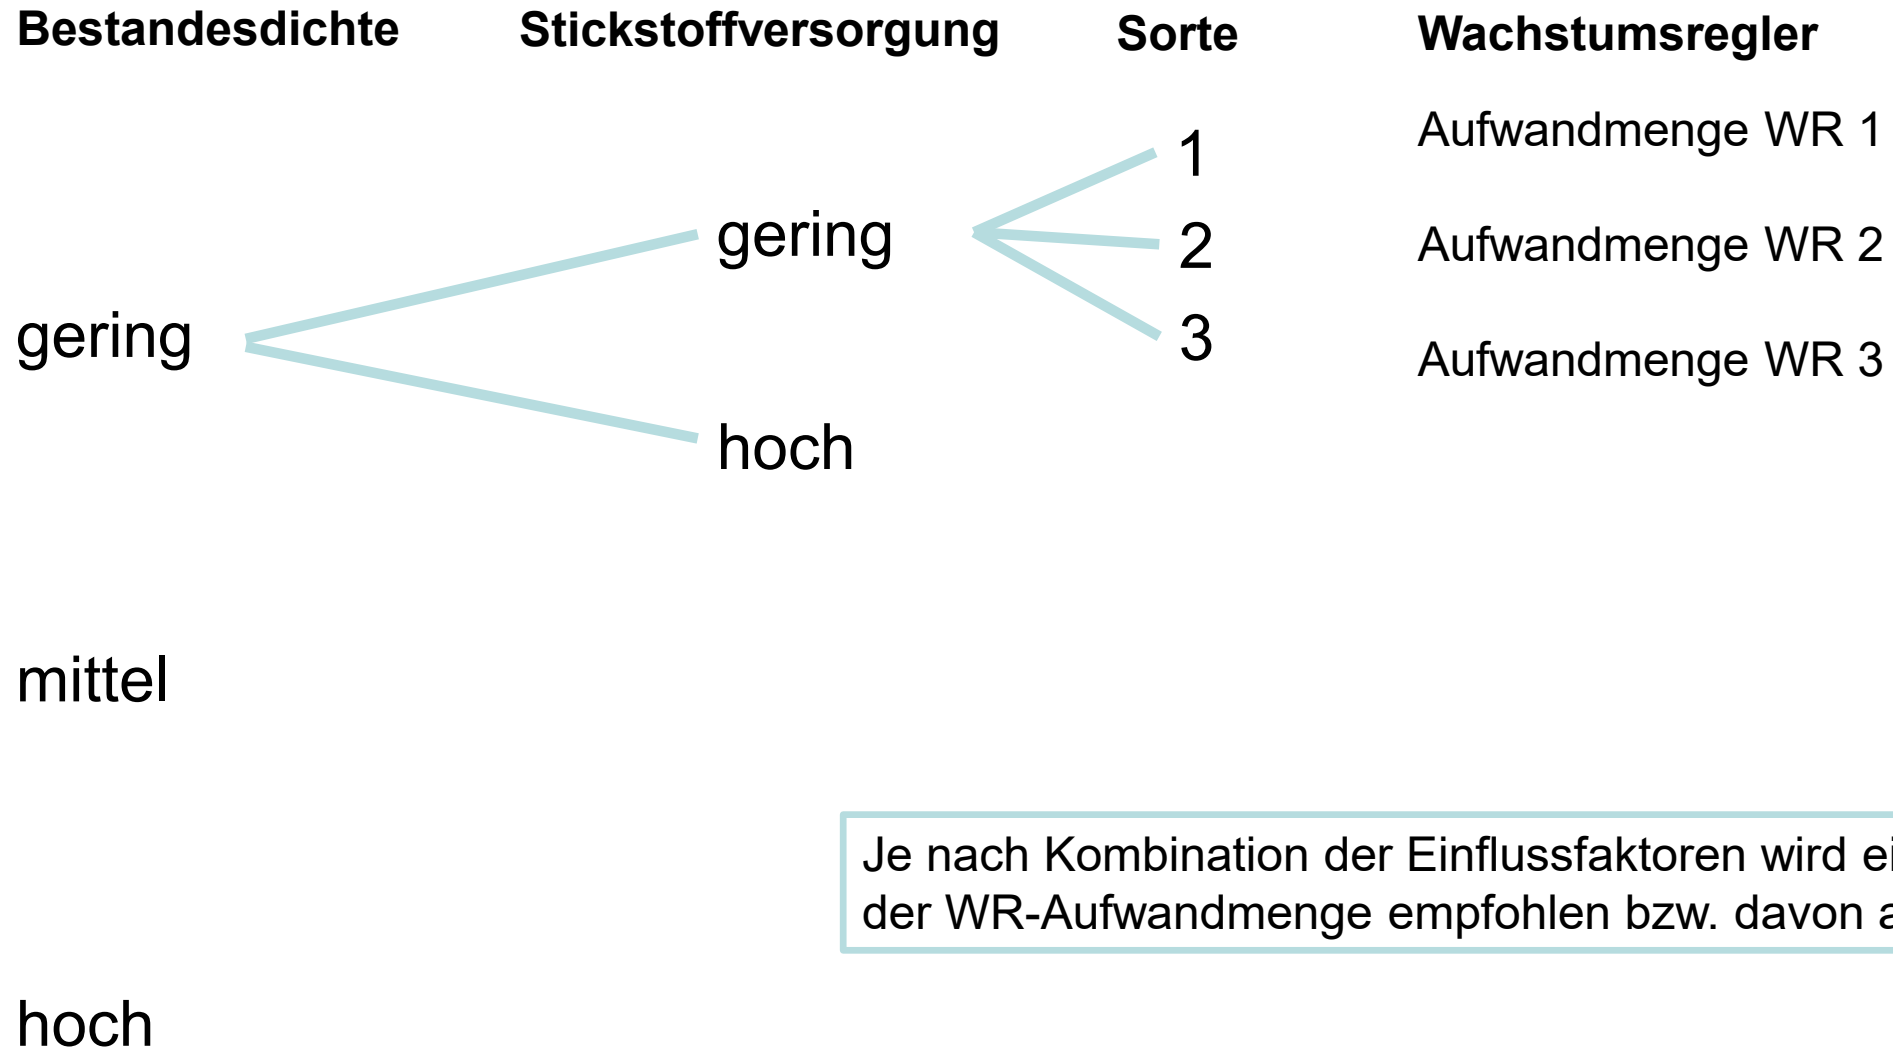 Bestandesdichte Stickstoffversorgung Sorte Wachstumsregler
Aufwandmenge WR 1
1
gering
2
Aufwandmenge WR 2
gering
3
Aufwandmenge WR 3
hoch
mittel
Je nach Kombination der Einflussfaktoren wird
der WR-Aufwandmenge empfohlen bzw. davon
hoch